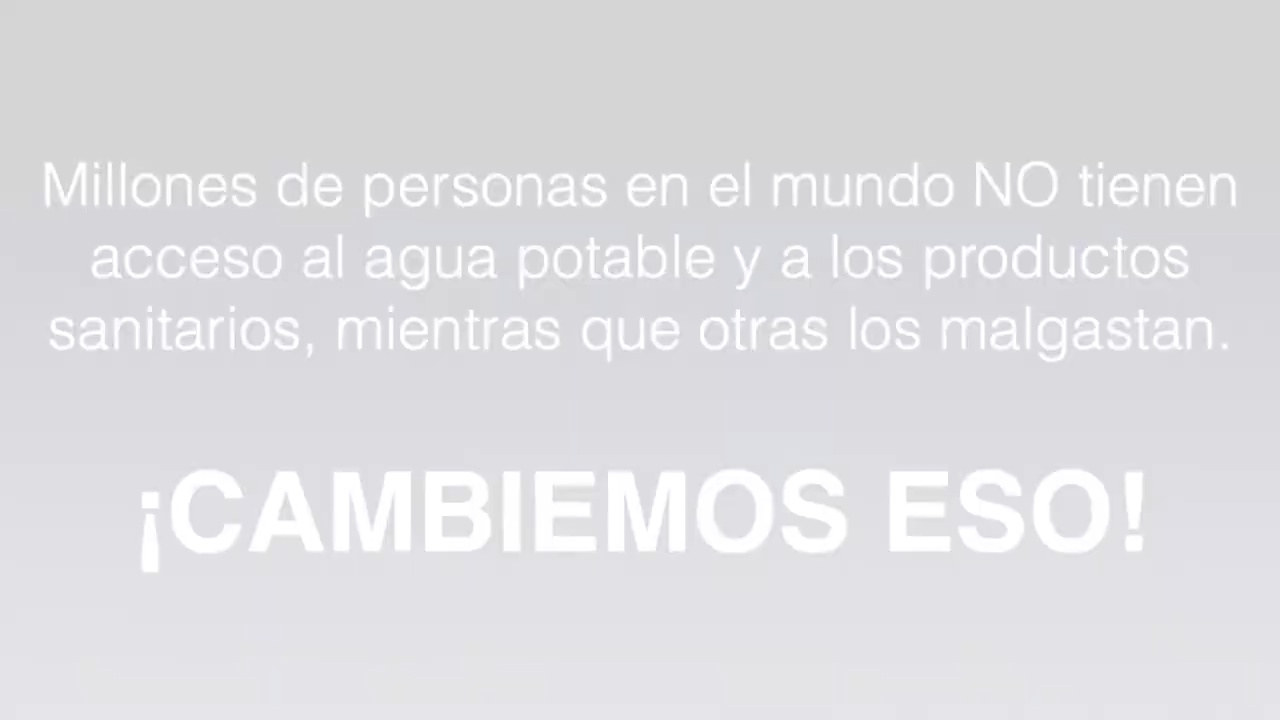 Millones de personas en el mundo NO tienen
acceso al agua potable y a los productos
sanitarios, mientras que otras los malgastan.
¡CAMBIEMOS ESO!